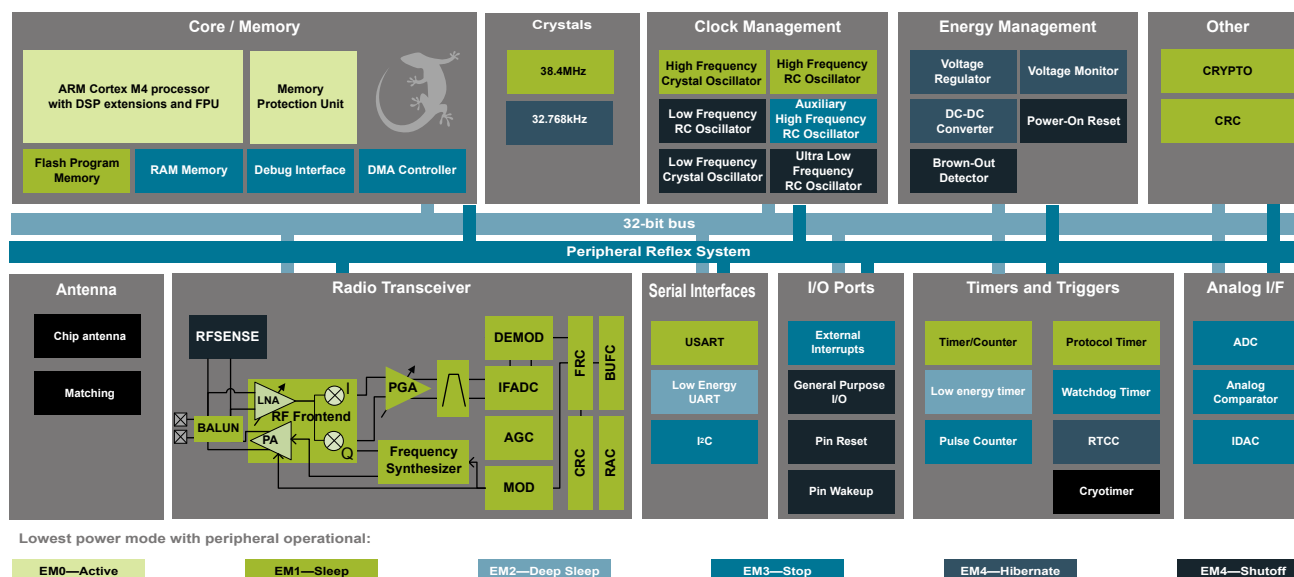 Core / Memory
Crystals
Clock Management
Energy Management
Other
ARM Cortex M4 processor
with DSP extensions and FPU
Memory
Protection Unit
Flash Program
Memory
RAM Memory
Debug Interface
DMA Controller
38.4MHz
32.768kHz
High Frequency
Crystal Oscillator
High Frequency
RC Oscillator
Low Frequency
RC Oscillator
Auxiliary
High Frequency
RC Oscillator
Low Frequency
Crystal Oscillator
Ultra Low
Frequency
RC Oscillator
Voltage
Regulator
Voltage Monitor
DC-DC
Converter
Power-On Reset
Brown-Out
Detector
CRYPTO
CRC
32-bit bus
Peripheral Reflex System
Antenna
Chip antenna
Matching
Radio Transceiver
RFSENSE
LNA
RF Frontend
I
BALUN
PA
Q
PGA
Frequency
Synthesizer
DEMOD
IFADC
AGC
MOD
FRC
BUFC
CRC
RAC
Serial Interfaces
USART
Low Energy
UART
I²C
I/O Ports
External
Interrupts
General Purpose
I/O
Pin Reset
Pin Wakeup
Timers and Triggers
Timer/Counter
Protocol Timer
Low energy timer
Watchdog Timer
Pulse Counter
RTCC
Cryotimer
Analog I/F
ADC
Analog
Comparator
IDAC
Lowest power mode with peripheral operational:
EM0—Active
EM1—Sleep
EM2—Deep Sleep
EM3—Stop
EM4—Hibernate
EM4—Shutoff